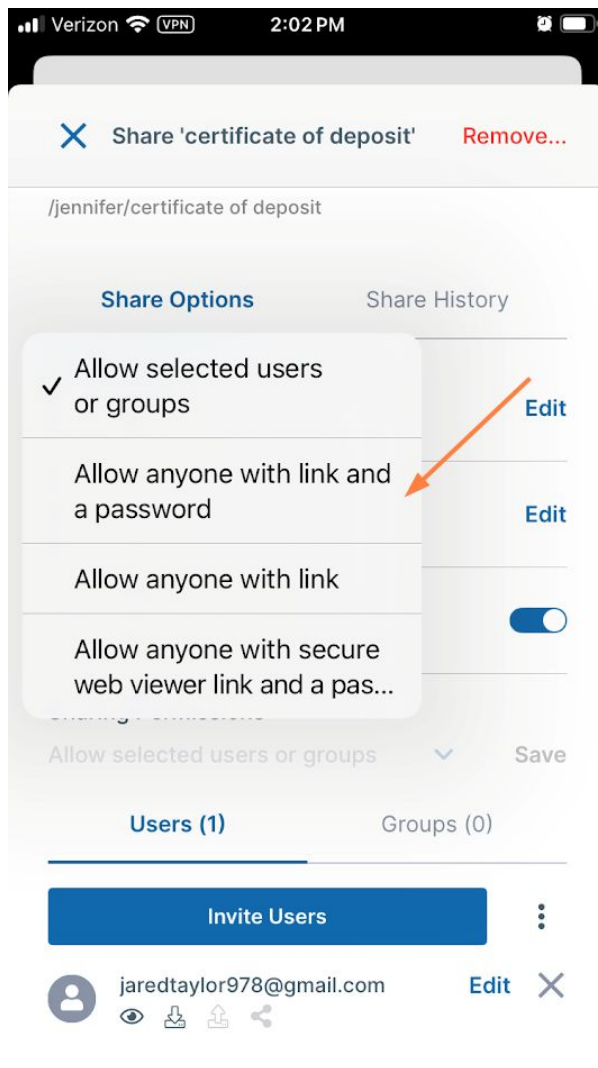 Verizon VPN 2:02 PM
Share 'certificate of deposit' Remove...
/jennifer/certificate of deposit
Share Options Share History
Allow selected users
or groups
Edit
Allow anyone with link and
a password
Edit
Allow anyone with link
Allow anyone with secure
web viewer link and a pas...
Allow selected users or groups Save
Users (1) Groups (0)
Invite Users
jaredtaylor978@gmail.com Edit